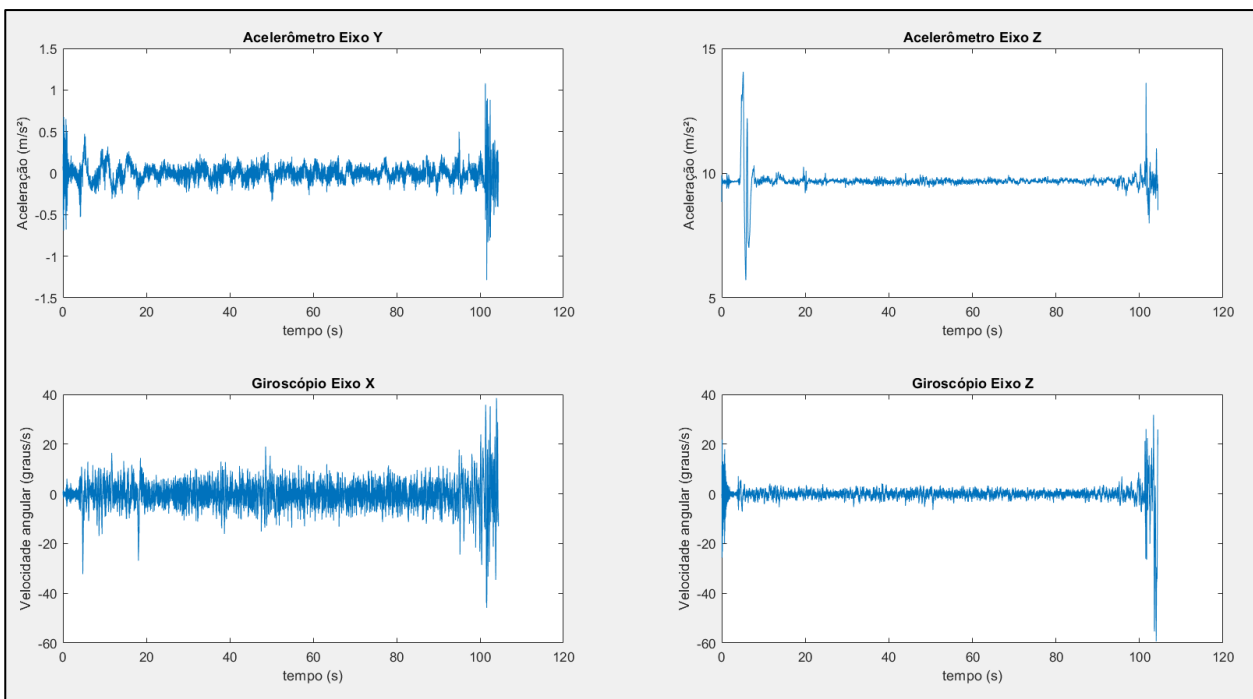 Acelerômetro Eixo Y
Aceleração (m/s²)
1.5
1
0.5
0
-0.5
-1
-1.5
0 20 40 60 80 100 120
tempo (s)
Acelerômetro Eixo Z
Aceleração (m/s²)
15
10
5
0 20 40 60 80 100 120
tempo (s)
Giroscópio Eixo X
Velocidade angular (graus/s)
40
20
0
-20
-40
-60
0 20 40 60 80 100 120
tempo (s)
Giroscópio Eixo Z
Velocidade angular (graus/s)
40
20
0
-20
-40
-60
0 20 40 60 80 100 120
tempo (s)